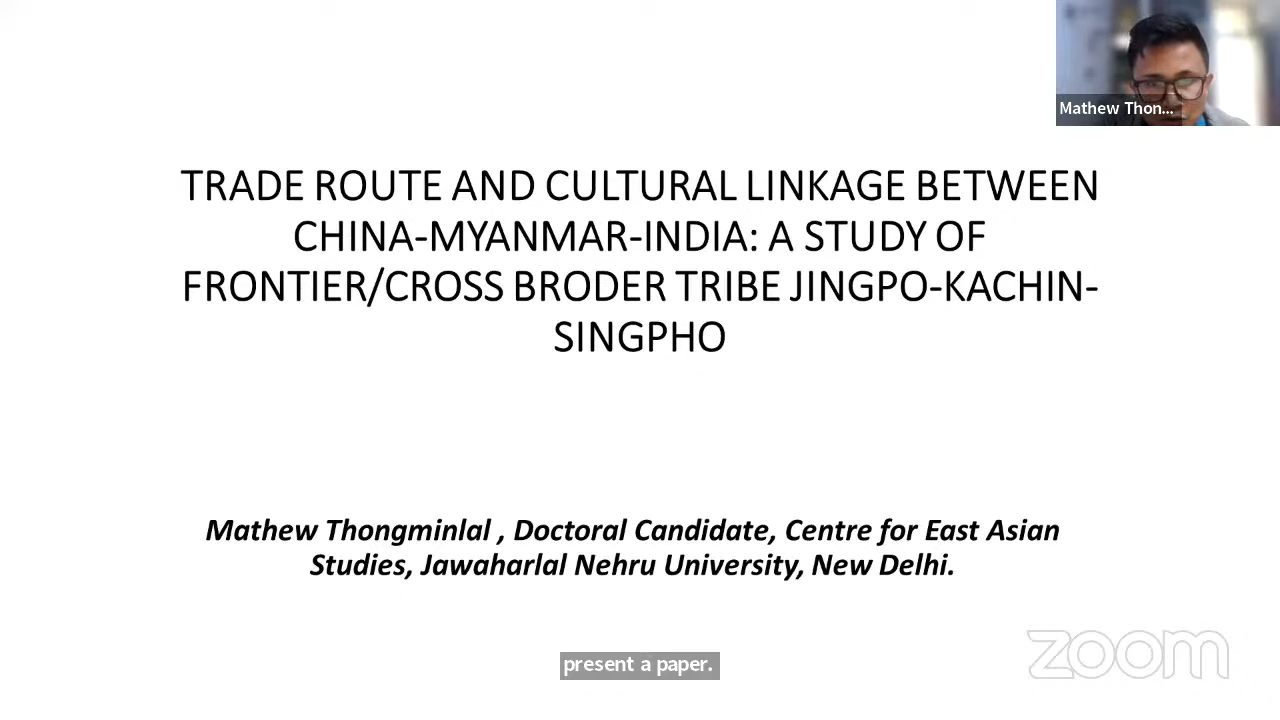 Mathew Thon...
TRADE ROUTE AND CULTURAL LINKAGE BETWEEN
CHINA-MYANMAR-INDIA: A STUDY OF
FRONTIER/CROSS BRODER TRIBE JINGPO-KACHIN-
SINGPHO
Mathew Thongminlal , Doctoral Candidate, Centre for East Asian
Studies, Jawaharlal Nehru University, New Delhi.
present a paper.
zoom